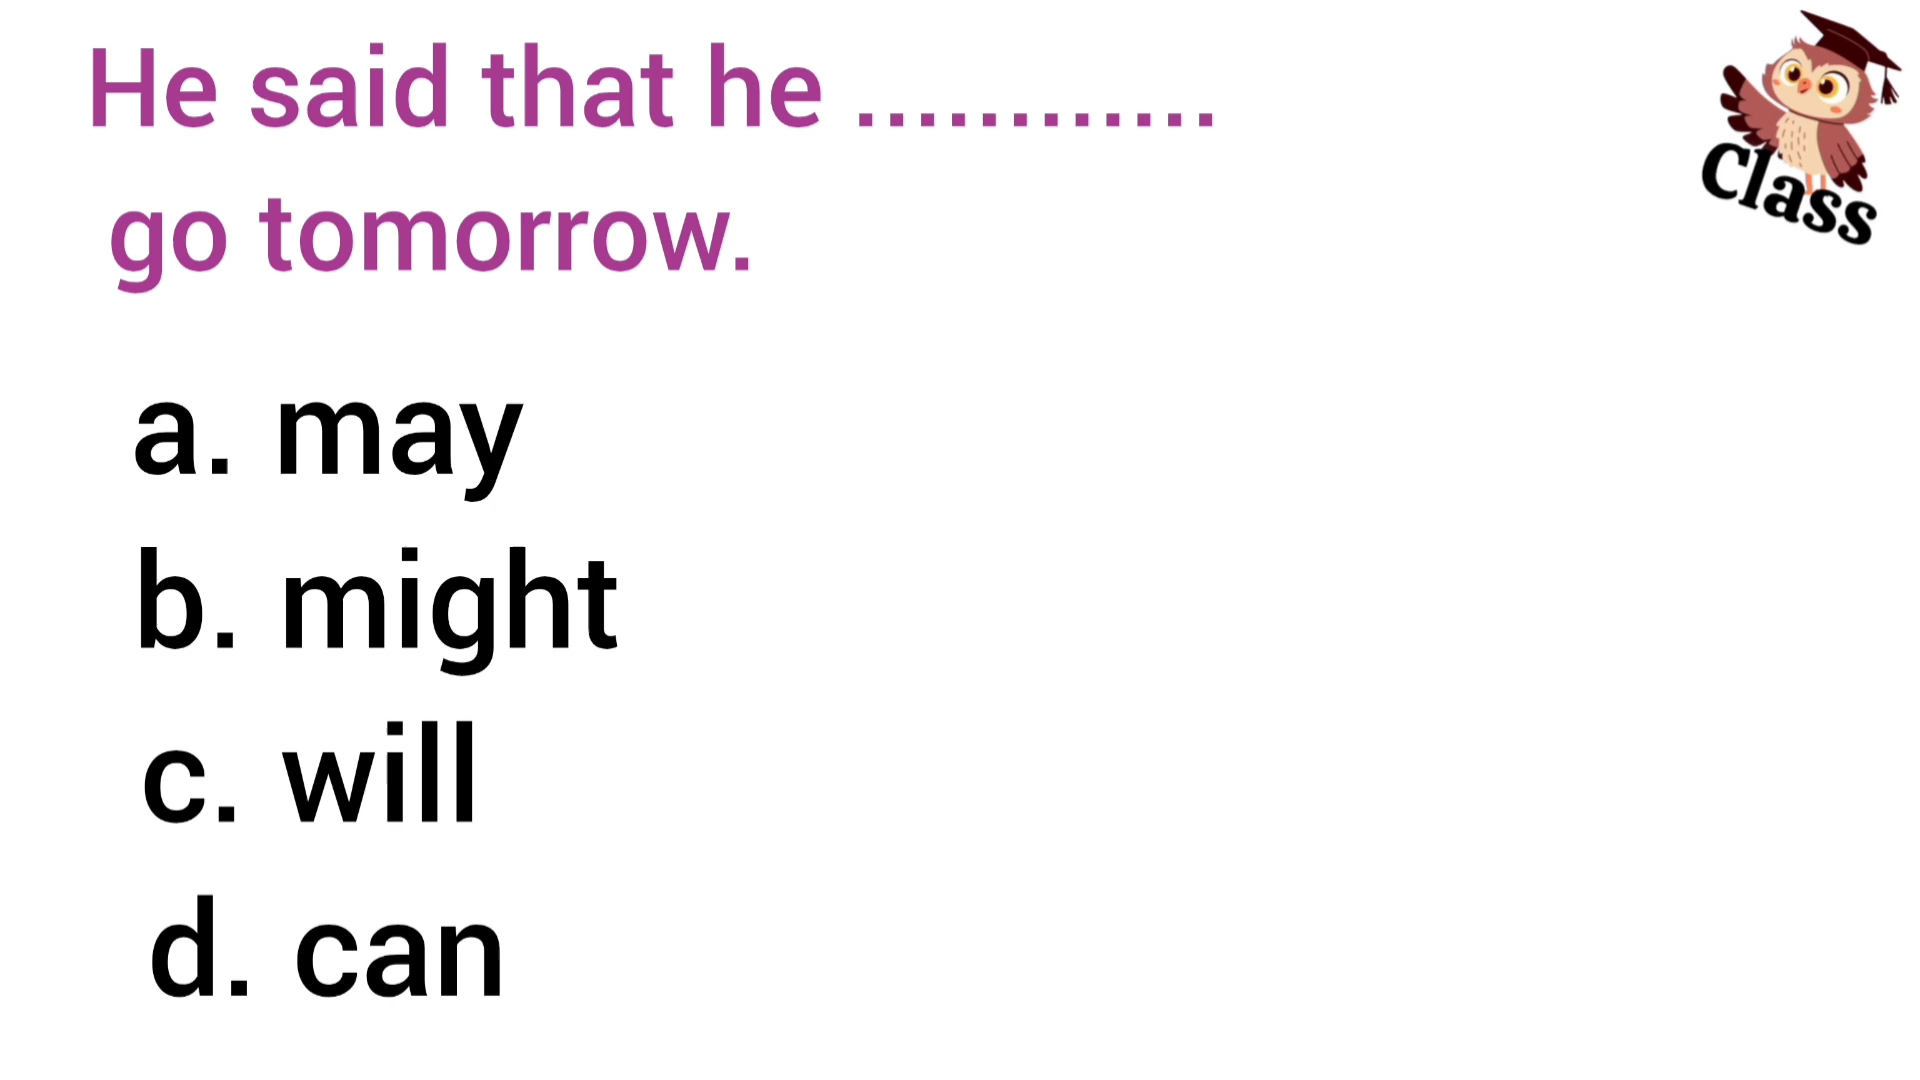 He said that he ............
go tomorrow.
a. may
b. might
c. will
d. can
Class